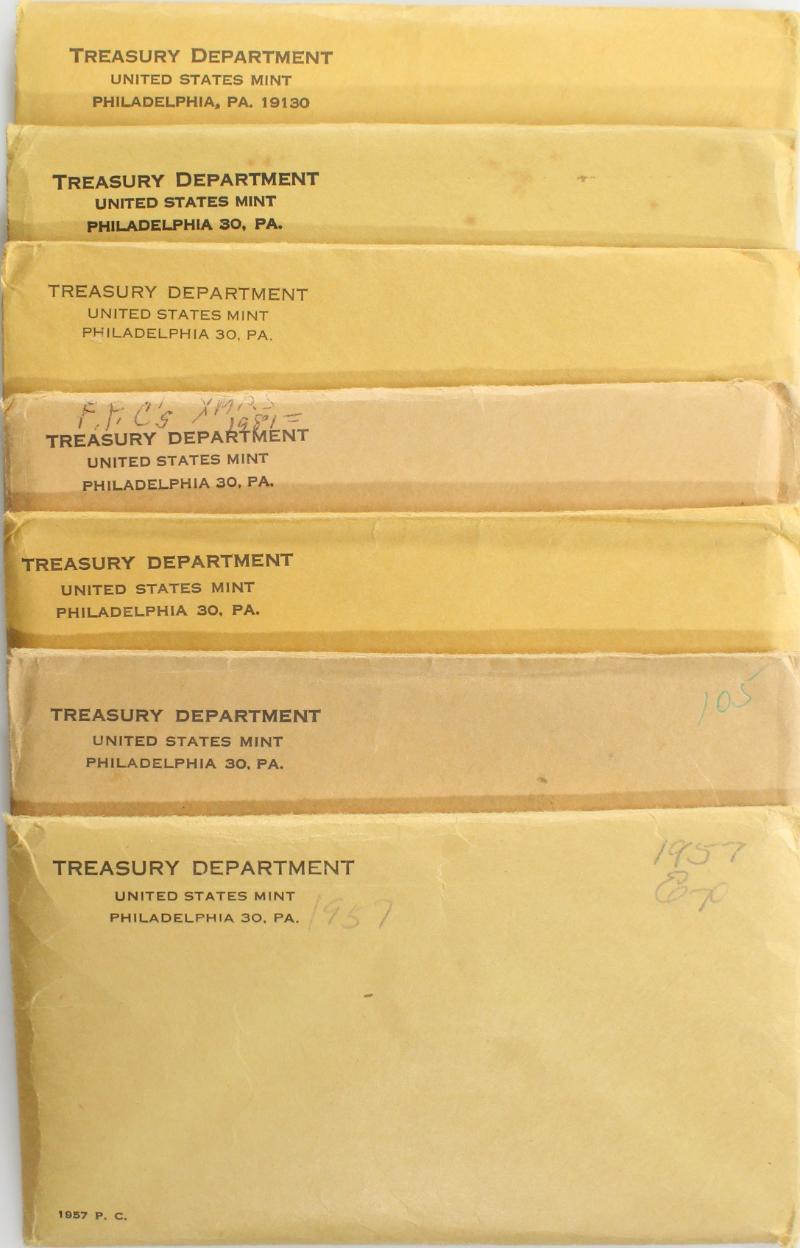 TREASURY DEPARTMENT
UNITED STATES MINT
PHILADELPHIA, PA. 19130
TREASURY DEPARTMENT
UNITED STATES MINT
PHILADELPHIA 30, PA.
TREASURY DEPARTMENT
UNITED STATES MINT
PHILADELPHIA 30, PA.
F.F. C's XMAS
1981 =
TREASURY DEPARTMENT
UNITED STATES MINT
PHILADELPHIA 30, PA.
TREASURY DEPARTMENT
UNITED STATES MINT
PHILADELPHIA 30, PA.
105
TREASURY DEPARTMENT
UNITED STATES MINT
PHILADELPHIA 30, PA.
1957
TREASURY DEPARTMENT
UNITED STATES MINT
PHILADELPHIA 30, PA. 1957
1957 P. C.